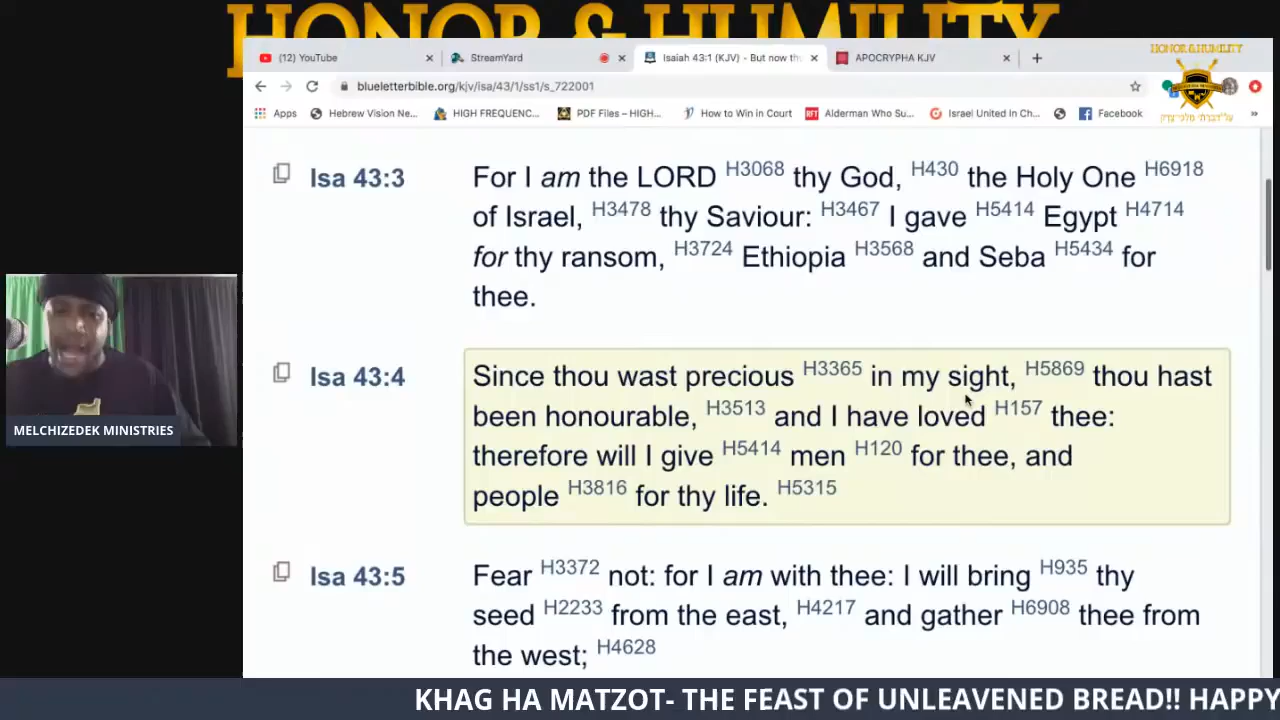 HONOR & HUMILITY
(12) YouTube
StreamYard
Isaiah 43:1 (KJV) - But now th
APOCRYPHA KJV
HONOR & HUMILITY
blueletterbible.org/kjv/isa/43/1/ss1/s_722001
Apps
Hebrew Vision Ne...
HIGH FREQUENC...
PDF Files – HIGH...
How to Win in Court
Alderman Who Su...
Israel United In Ch...
Facebook
Isa 43:3
For I am the LORD H3068 thy God, H430 the Holy One H6918
of Israel, H3478 thy Saviour: H3467 I gave H5414 Egypt H4714
for thy ransom, H3724 Ethiopia H3568 and Seba H5434 for
thee.
Isa 43:4
Since thou wast precious H3365 in my sight, H5869 thou hast
been honourable, H3513 and I have loved H157 thee:
therefore will I give H5414 men H120 for thee, and
people H3816 for thy life. H5315
Isa 43:5
Fear H3372 not: for I am with thee: I will bring H935 thy
seed H2233 from the east, H4217 and gather H6908 thee from
the west; H4628
MELCHIZEDEK MINISTRIES
KHAG HA MATZOT- THE FEAST OF UNLEAVENED BREAD!! HAPPY